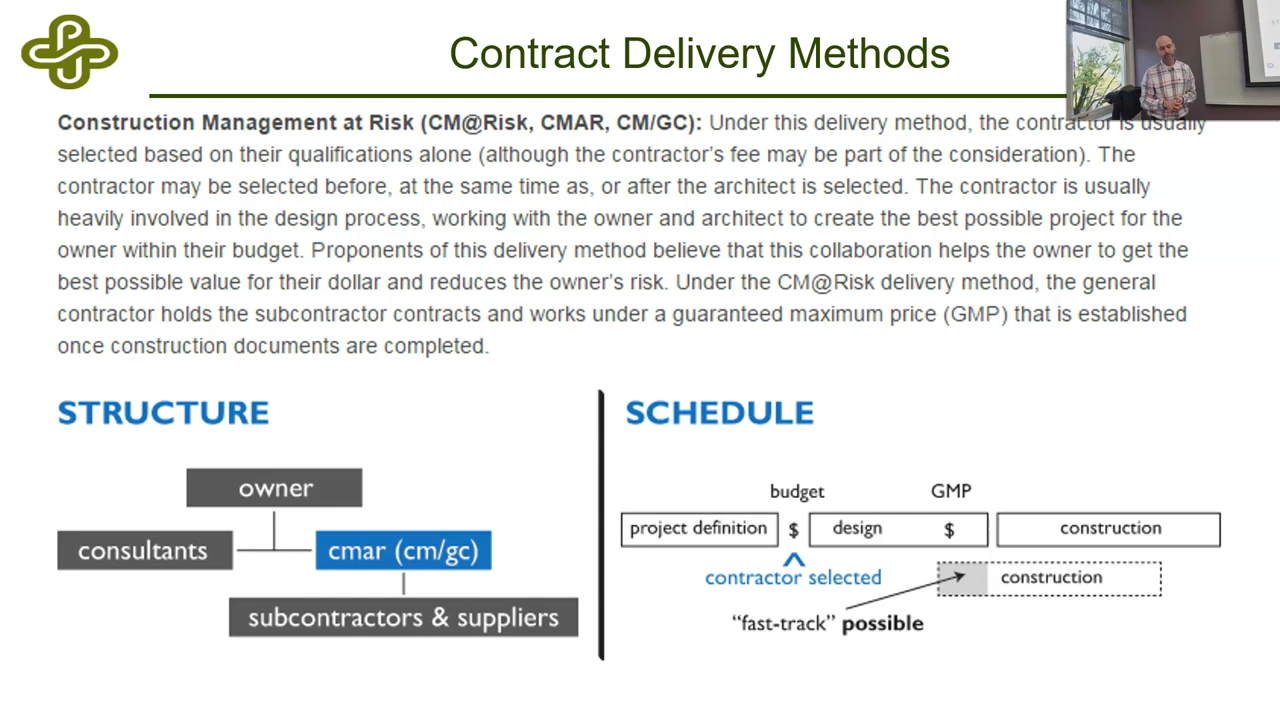 Contract Delivery Methods
Construction Management at Risk (CM@Risk, CMAR, CM/GC): Under this delivery method, the contractor is usually
selected based on their qualifications alone (although the contractor's fee may be part of the consideration). The
contractor may be selected before, at the same time as, or after the architect is selected. The contractor is usually
heavily involved in the design process, working with the owner and architect to create the best possible project for the
owner within their budget. Proponents of this delivery method believe that this collaboration helps the owner to get the
best possible value for their dollar and reduces the owner's risk. Under the CM@Risk delivery method, the general
contractor holds the subcontractor contracts and works under a guaranteed maximum price (GMP) that is established
once construction documents are completed.
STRUCTURE
owner
consultants
cmar (cm/gc)
subcontractors & suppliers
SCHEDULE
budget
GMP
project definition
$
design
$
construction
contractor selected
construction
"fast-track" possible